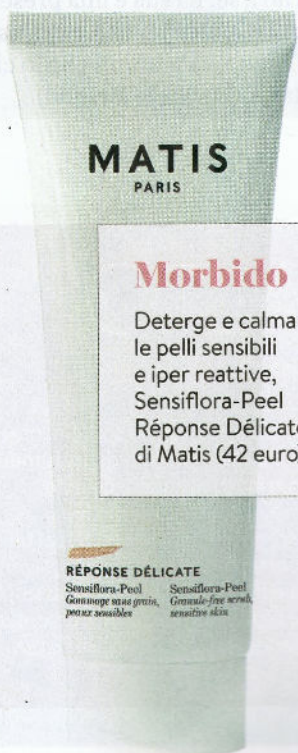 MATIS
PARIS
Morbido
Deterge e calma
le pelli sensibili
e iper reattive,
Sensiflora-Peel
Réponse Délicate
di Matis (42 euro)
RÉPONSE DÉLICATE
Sensiflora-Peel
Gommage sans grain,
peaux sensibles
Sensiflora-Peel
Granule-free scrub,
sensitive skin